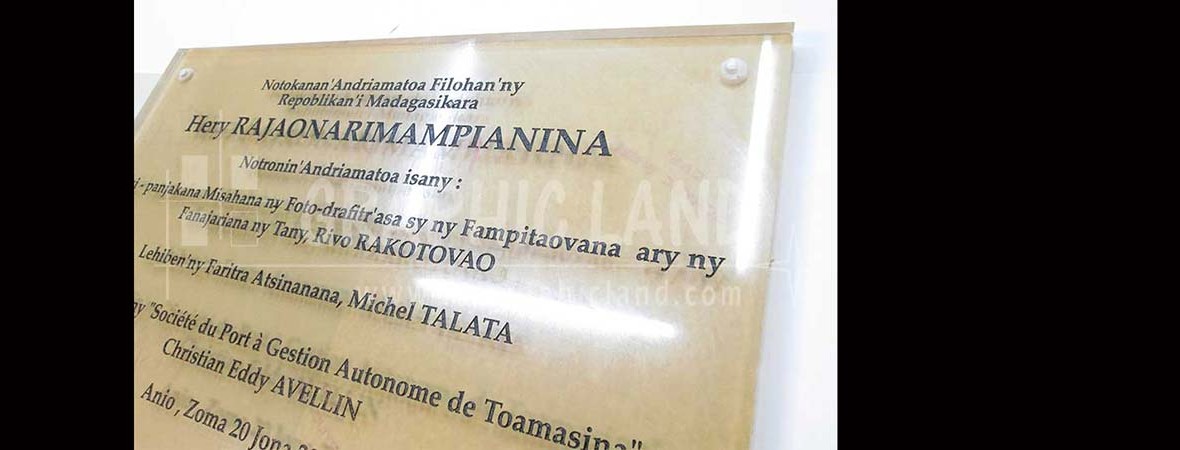 Notokanan'Andriamatoa Filohan'ny
Repoblikan'i Madagasikara
Hery RAJAONARIMAMPIANINA
Notronin'Andriamatoa isany :
-panjakana Misahana ny Foto-drafitr'asa sy ny Fampitaovana ary ny
Fanajariana ny Tany, Rivo RAKOTOVAO
Lehiben'ny Faritra Atsinanana, Michel TALATA
ny "Société du Port à Gestion Autonome de Toamasina"
Christian Eddy AVELLIN
Anio , Zoma 20 Jona
GRAPHIC LAND